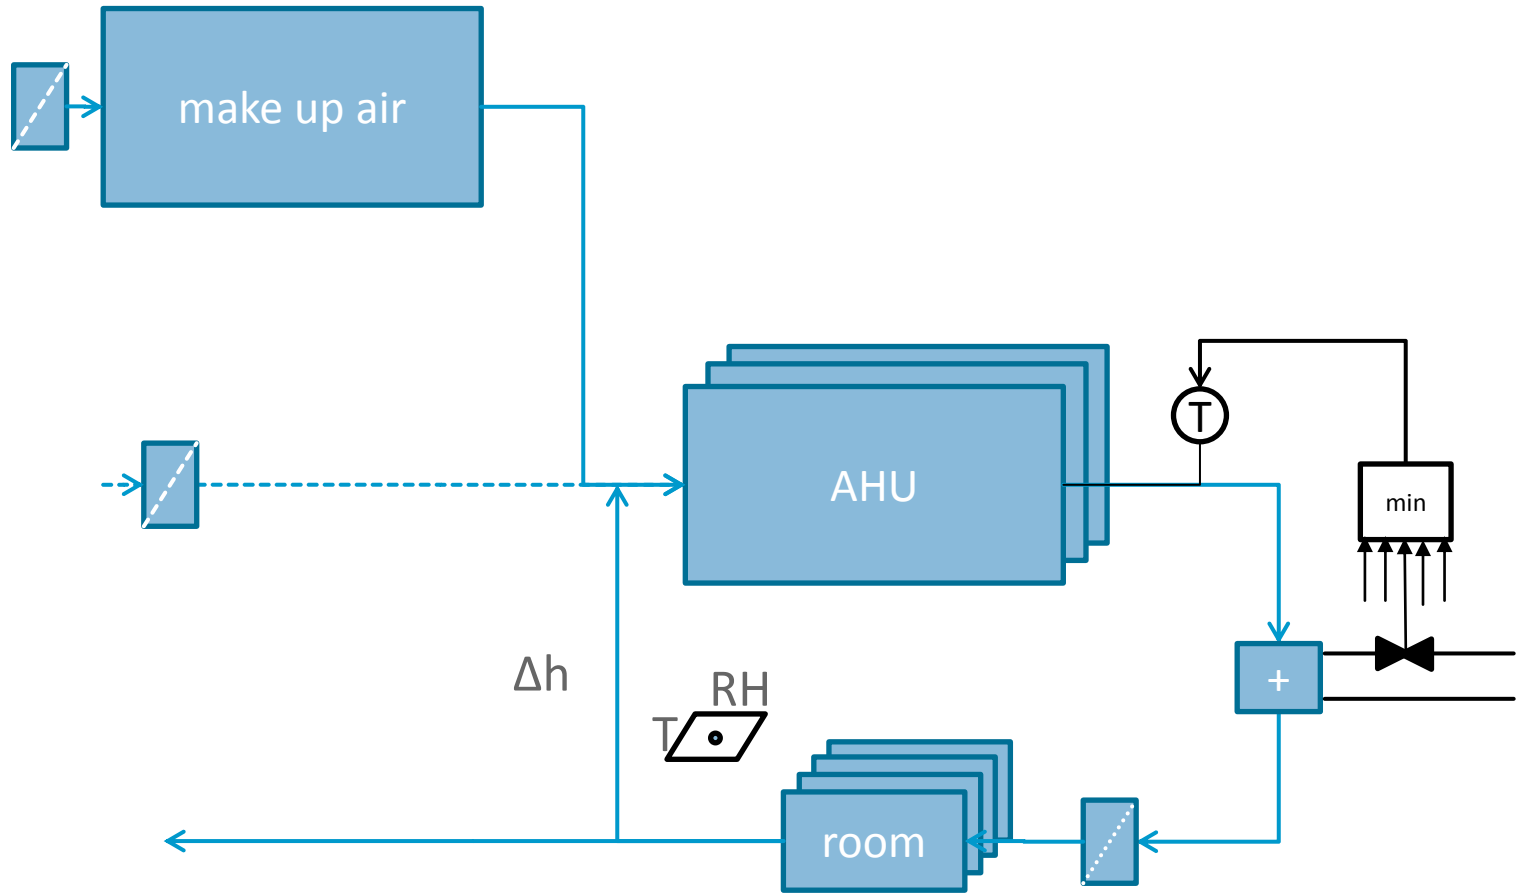 make up air
T
AHU
min
Δh
RH
T
+
room